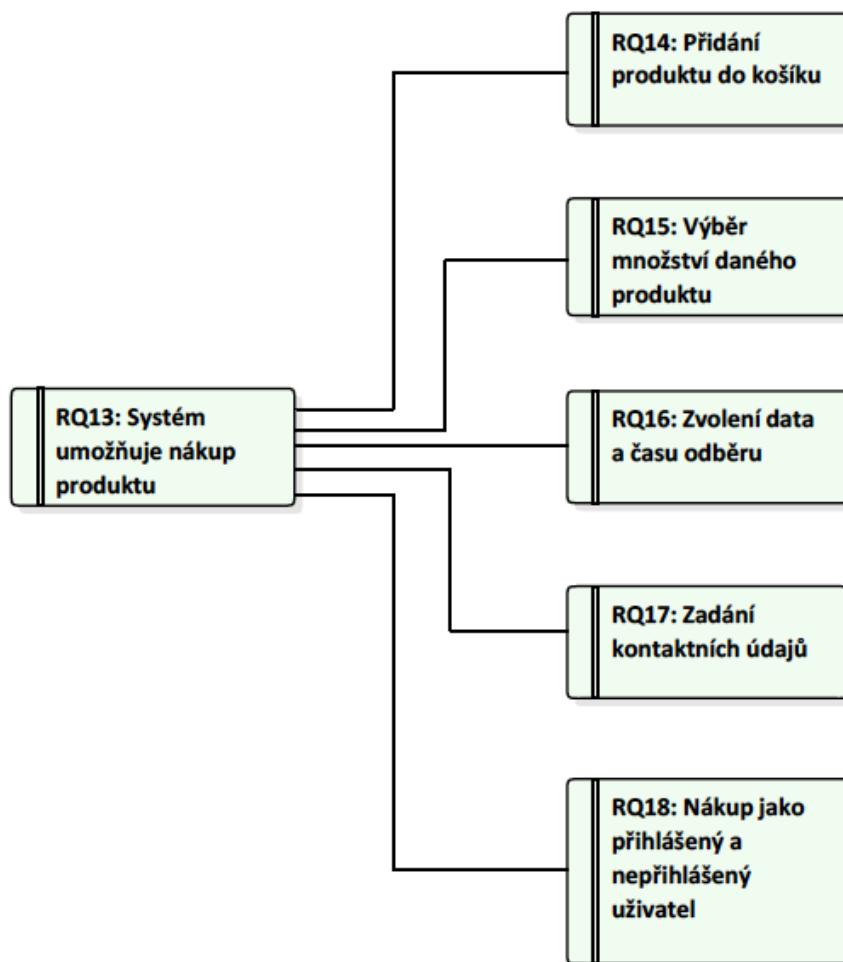 RQ14: Přidání
produktu do košíku
RQ15: Výběr
množství daného
produktu
RQ13: Systém
umožňuje nákup
produktu
RQ16: Zvolení data
a času odběru
RQ17: Zadání
kontaktních údajů
RQ18: Nákup jako
přihlášený a
nepřihlášený
uživatel